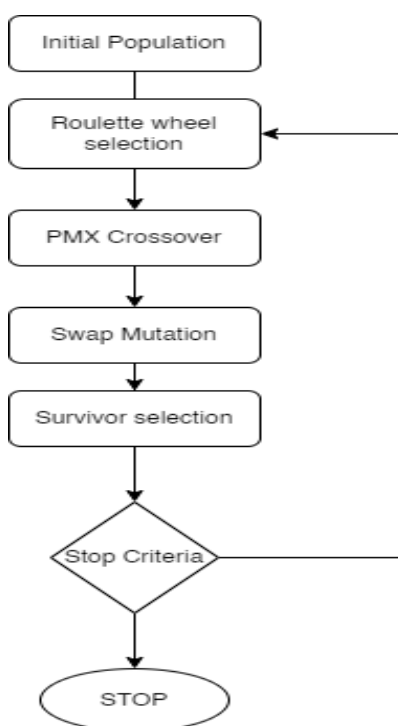 Initial Population
Roulette wheel
selection
PMX Crossover
Swap Mutation
Survivor selection
Stop Criteria
STOP